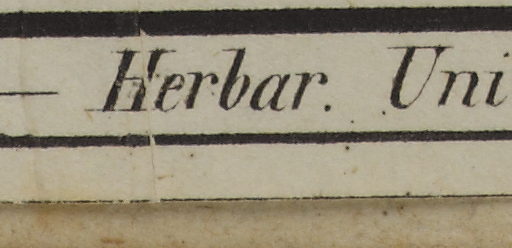 — Herbar. Uni